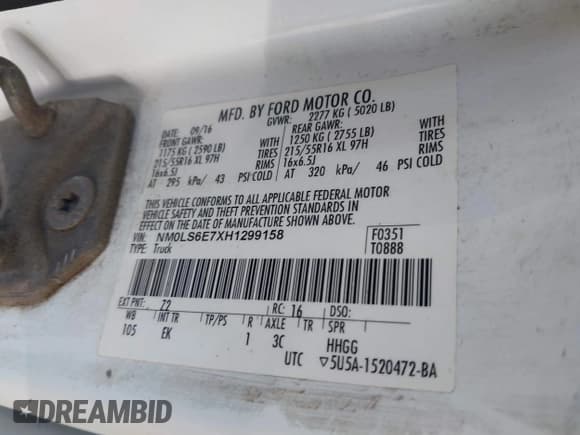 MFD. BY FORD MOTOR CO.
DATE: 09/16 GVWR: 2277 KG ( 5020 LB)
FRONT GAWR: REAR GAWR:
1175 KG ( 2590 LB) WITH 1250 KG ( 2755 LB) WITH
215/55R16 XL 97H TIRES 215/55R16 XL 97H TIRES
16x6.5J RIMS 16x6.5J RIMS
AT 295 kPa/ 43 PSI COLD AT 320 kPa/ 46 PSI COLD
THIS VEHICLE CONFORMS TO ALL APPLICABLE FEDERAL MOTOR
VEHICLE SAFETY AND THEFT PREVENTION STANDARDS IN
EFFECT ON THE DATE OF MANUFACTURE SHOWN ABOVE.
VIN: NM0LS6E7XH1299158 F0351
TYPE: Truck T0888
EXT PNT: Z2 RC: 16 DSO:
WB INT TR TP/PS R AXLE TR SPR
105 EK 1 3C HHGG
UTC 5U5A-1520472-BA
DREAMBID